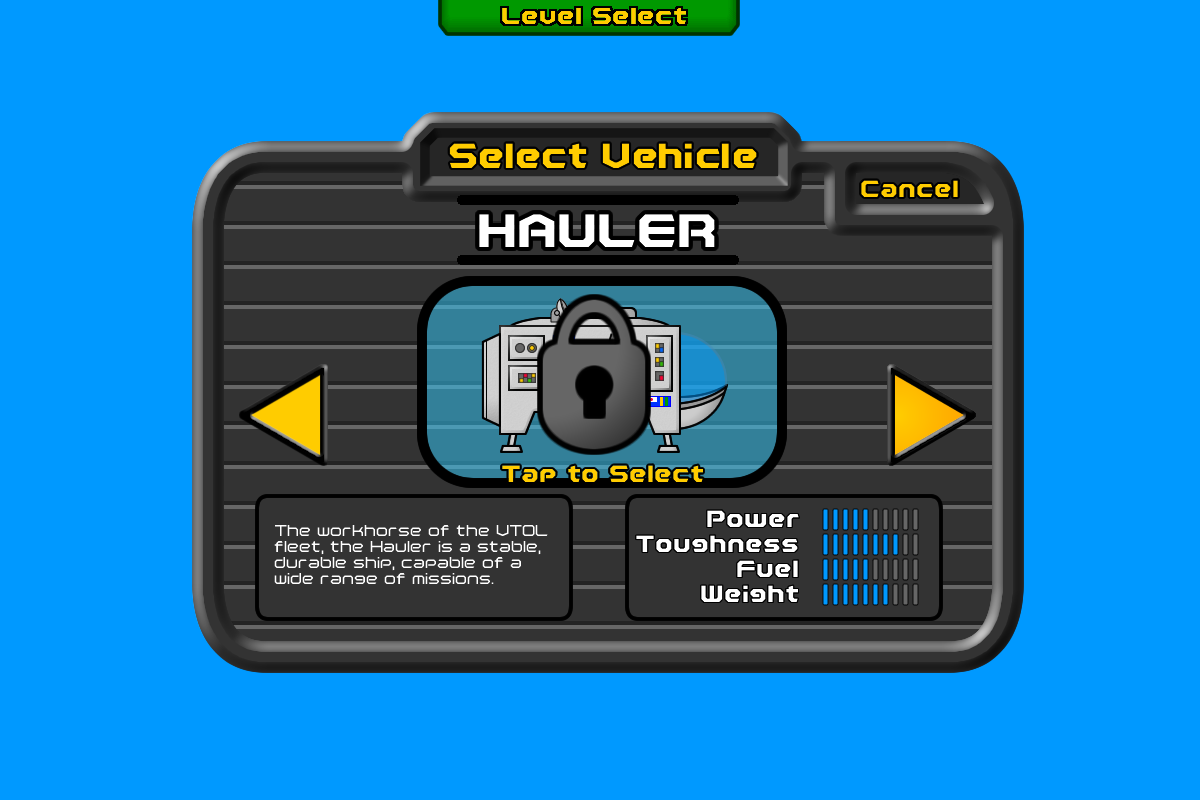 Level Select
Select Vehicle
Cancel
HAULER
Tap to Select
The workhorse of the VTOL
fleet, the Hauler is a stable,
durable ship, capable of a
wide range of missions.
Power
Toughness
Fuel
Weight